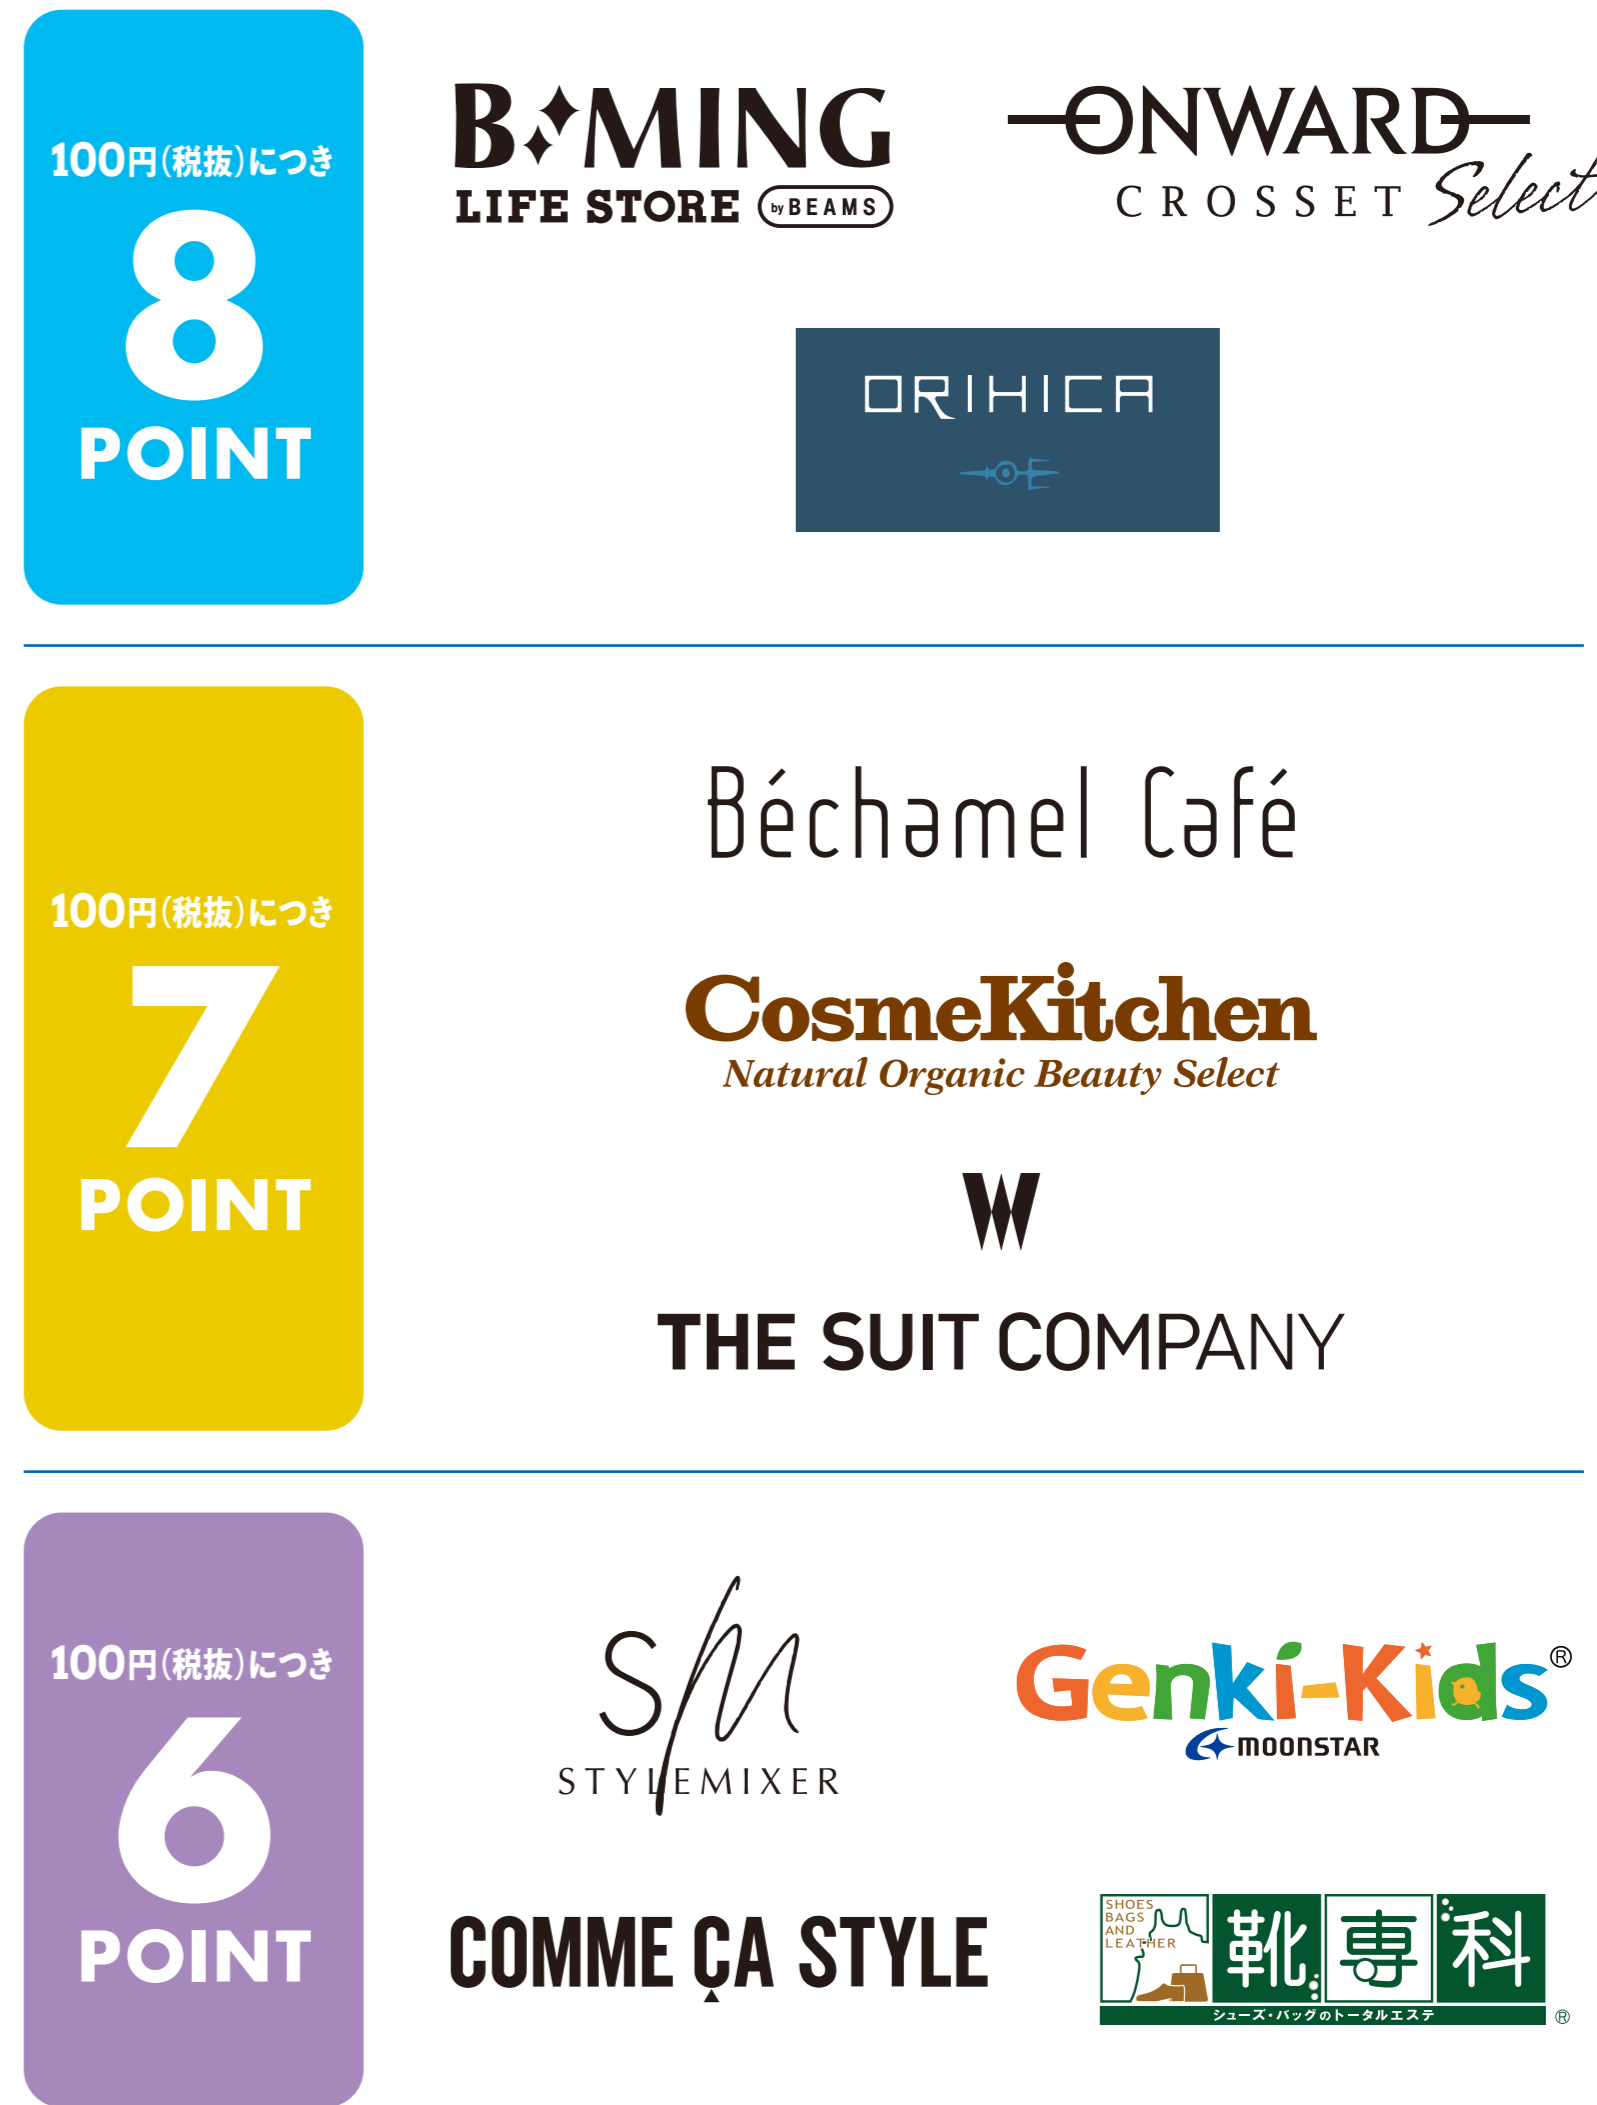 100円(税抜)につき
8
POINT
B MING
LIFE STORE by BEAMS
ONWARD
CROSSET Select
ORIHICA
100円(税抜)につき
7
POINT
Béchamel Café
CosmeKitchen
Natural Organic Beauty Select
W
THE SUIT COMPANY
100円(税抜)につき
6
POINT
SM
STYLEMIXER
Genki-Kids®
MOONSTAR
COMME ÇA STYLE
SHOES
BAGS
AND
LEATHER
靴専科
シューズ・バッグのトータルエステ
®